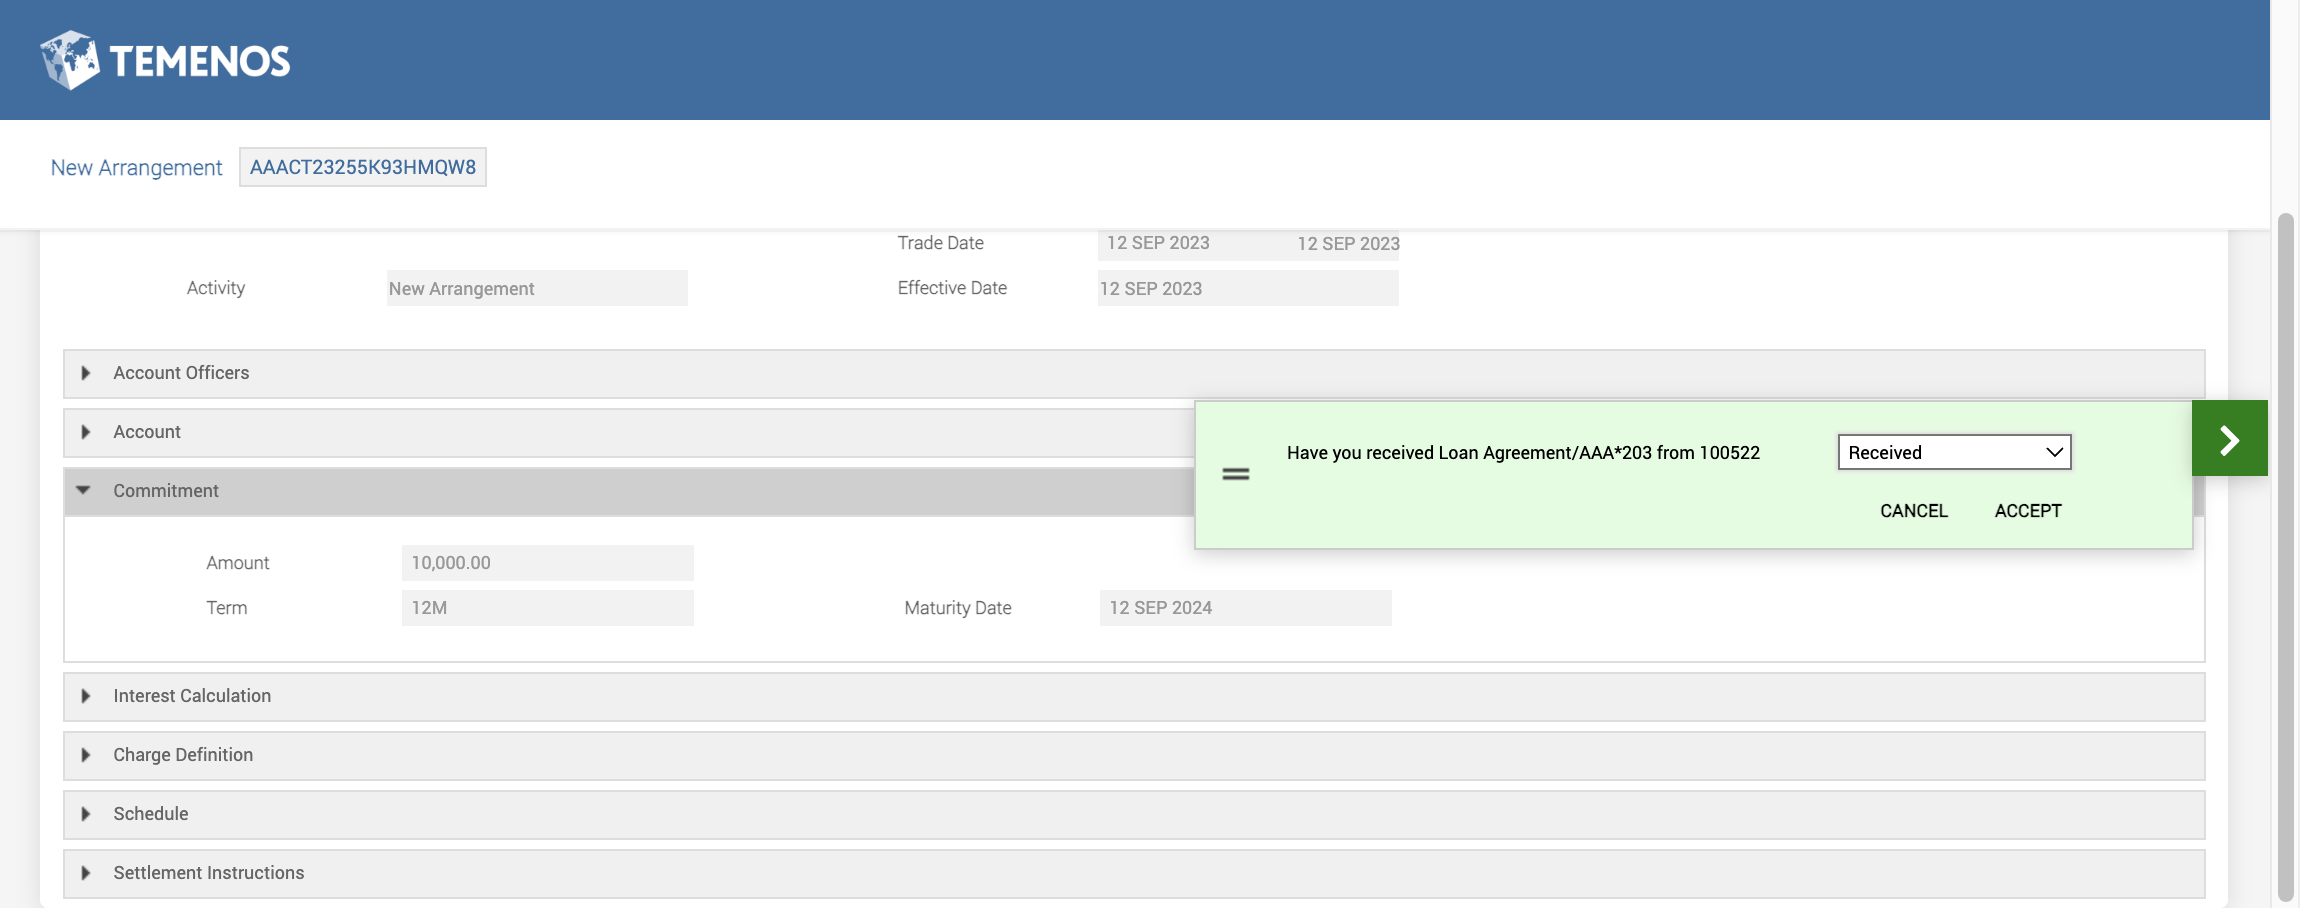 TEMENOS
New Arrangement AAACT23255K93HMQW8
Trade Date 12 SEP 2023 12 SEP 2023
Activity New Arrangement Effective Date 12 SEP 2023
Account Officers
Account
Have you received Loan Agreement/AAA*203 from 100522 Received
Commitment
CANCEL ACCEPT
Amount 10,000.00
Term 12M Maturity Date 12 SEP 2024
Interest Calculation
Charge Definition
Schedule
Settlement Instructions